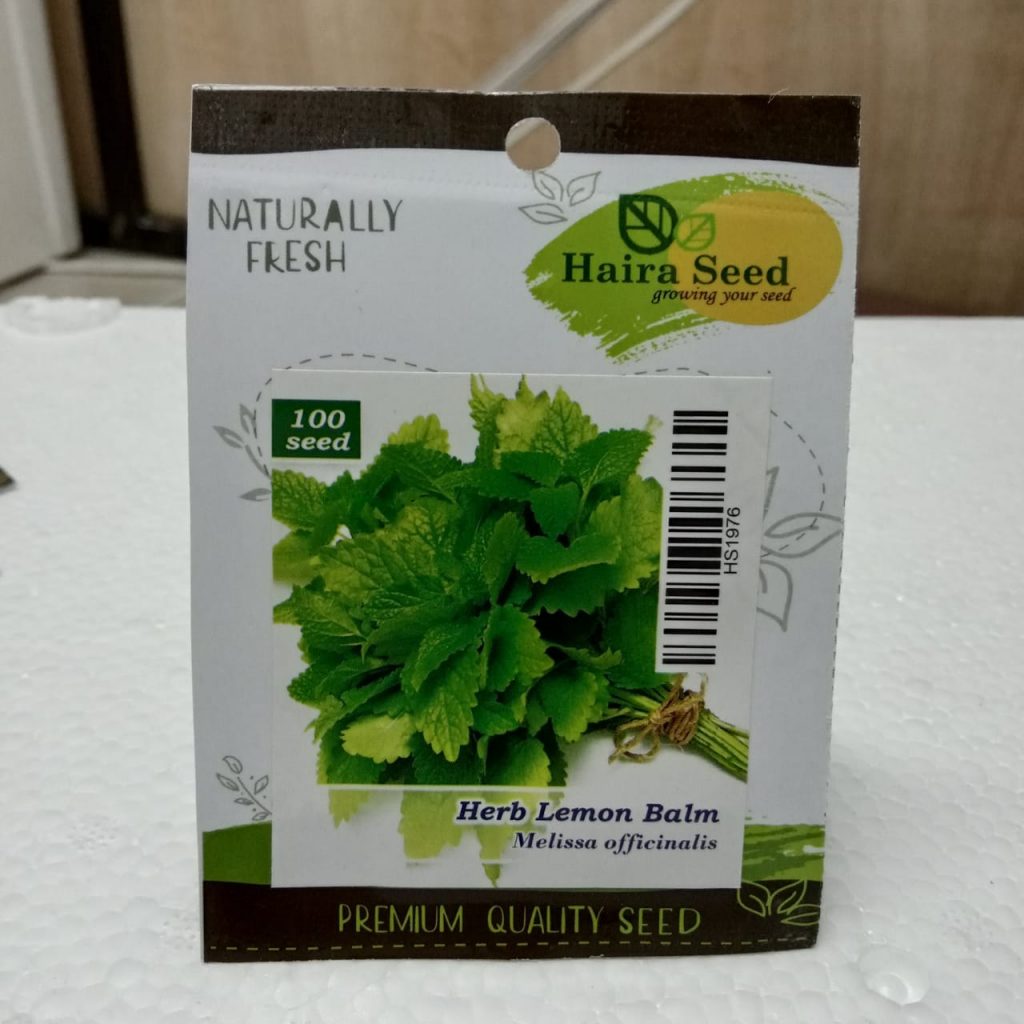 NATURALLY
FRESH
Haira Seed
growing your seed
100
seed
HS1976
Herb Lemon Balm
Melissa officinalis
PREMIUM QUALITY SEED